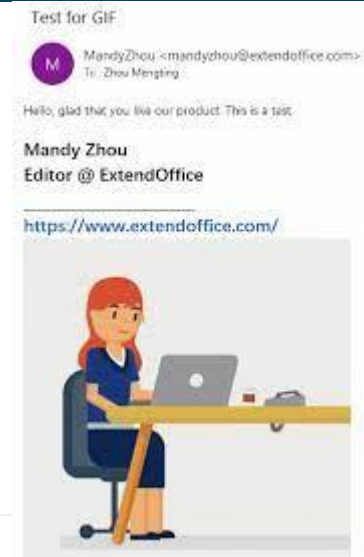 Test for GIF
M
MandyZhou <mandyzhou@extendoffice.com>
To Zhou Mengting
Hello, glad that you like our product. This is a test.
Mandy Zhou
Editor @ ExtendOffice
https://www.extendoffice.com/